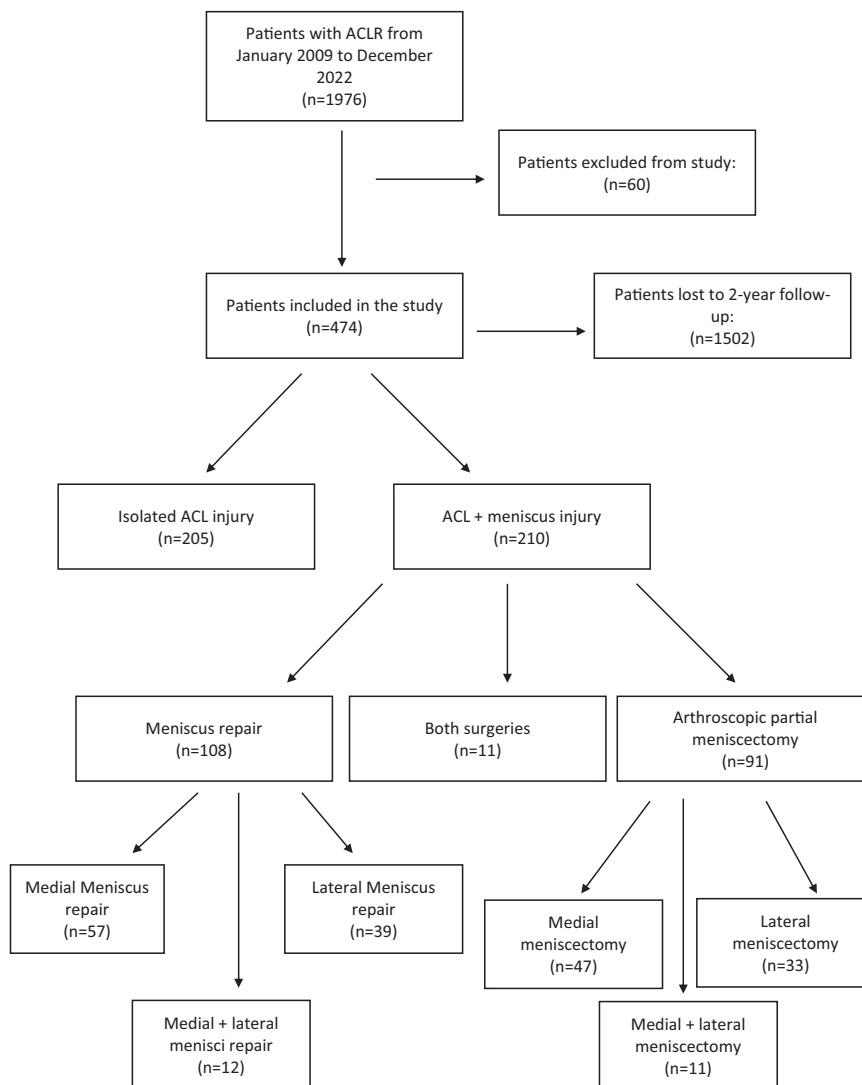 Patients with ACLR from
January 2009 to December
2022
(n=1976)
Patients excluded from study:
(n=60)
Patients included in the study
(n=474)
Patients lost to 2-year follow-
up:
(n=1502)
Isolated ACL injury
(n=205)
ACL + meniscus injury
(n=210)
Meniscus repair
(n=108)
Both surgeries
(n=11)
Arthroscopic partial
meniscectomy
(n=91)
Medial Meniscus
repair
(n=57)
Lateral Meniscus
repair
(n=39)
Medial
meniscectomy
(n=47)
Lateral
meniscectomy
(n=33)
Medial + lateral
menisci repair
(n=12)
Medial + lateral
meniscectomy
(n=11)